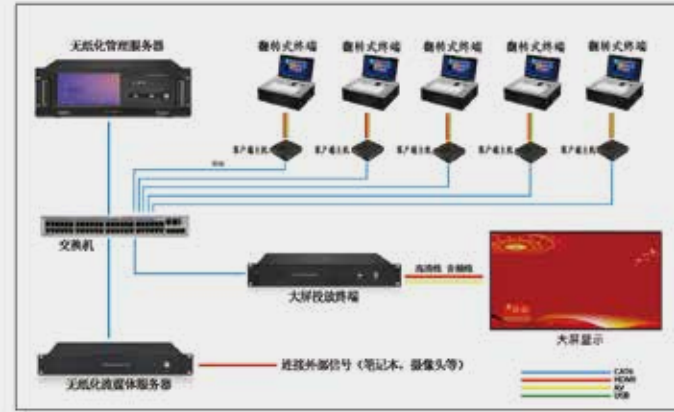 无纸化管理服务器
翻转式终端 翻转式终端 翻转式终端 翻转式终端 翻转式终端
客户端主机 客户端主机 客户端主机 客户端主机 客户端主机
交换机
高清线 音频线
大屏投放终端
大屏显示
连接外部信号（笔记本，摄像头等）
无纸化流媒体服务器
CAT6
HDMI
AV
USB